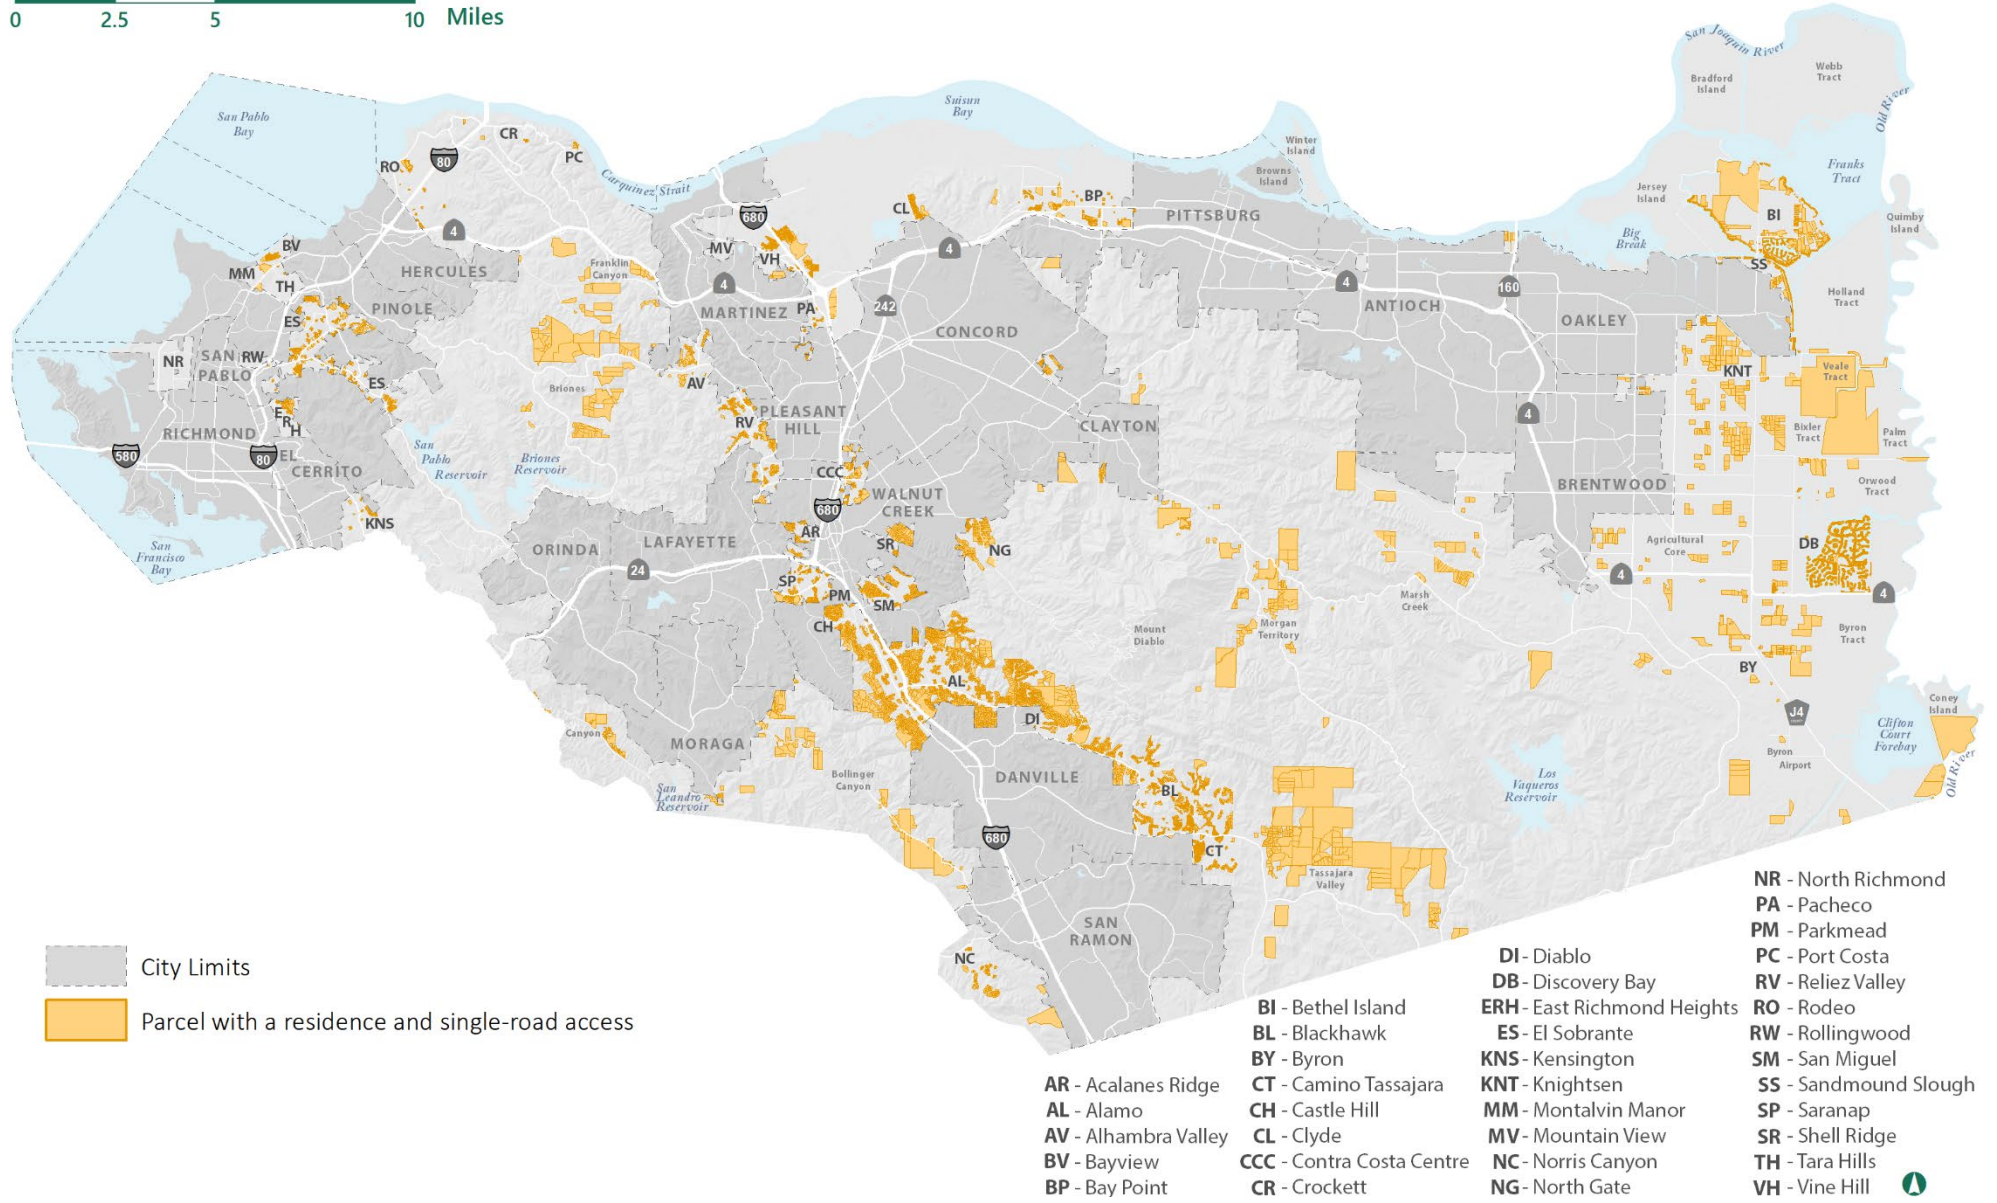 0 2.5 5 10 Miles
San Joaquin River
Webb
Tract
Bradford
Island
Old River
San Pablo
Bay
Suisun
Bay
CR
PC
RO
80
Carquinez Strait
Winter
Island
Browns
Island
Franks
Tract
Jersey
Island
BI
Quimby
Island
CL
BP
PITTSBURG
680
4
BV
MV
VH
4
Big
Break
SS
MM
TH
HERCULES
Franklin
Canyon
4
242
4
160
Holland
Tract
PINOLE
MARTINEZ
PA
ANTIOCH
OAKLEY
ES
CONCORD
NR
SAN
PABLO
RW
ES
Briones
AV
KNT
Veale
Tract
E
R
H
RICHMOND
RV
PLEASANT
HILL
CLAYTON
4
Bixler
Tract
Palm
Tract
580
80
EL
CERRITO
San
Pablo
Reservoir
Briones
Reservoir
CCC
WALNUT
CREEK
BRENTWOOD
Orwood
Tract
KNS
680
San
Francisco
Bay
ORINDA
LAFAYETTE
AR
SR
NG
Agricultural
Core
DB
24
SP
PM
SM
4
4
CH
Mount
Diablo
Morgan
Territory
Marsh
Creek
Byron
Tract
AL
BY
Canyon
MORAGA
DI
J4
Coney
Island
Clifton
Court
Forebay
Byron
Airport
Old River
Bollinger
Canyon
DANVILLE
San
Leandro
Reservoir
BL
Los
Vaqueros
Reservoir
680
CT
Tassajara
Valley
SAN
RAMON
NC
City Limits
Parcel with a residence and single-road access
AR - Acalanes Ridge
AL - Alamo
AV - Alhambra Valley
BV - Bayview
BP - Bay Point
BI - Bethel Island
BL - Blackhawk
BY - Byron
CT - Camino Tassajara
CH - Castle Hill
CL - Clyde
CCC - Contra Costa Centre
CR - Crockett
DI - Diablo
DB - Discovery Bay
ERH - East Richmond Heights
ES - El Sobrante
KNS - Kensington
KNT - Knightsen
MM - Montalvin Manor
MV - Mountain View
NC - Norris Canyon
NG - North Gate
NR - North Richmond
PA - Pacheco
PM - Parkmead
PC - Port Costa
RV - Reliez Valley
RO - Rodeo
RW - Rollingwood
SM - San Miguel
SS - Sandmound Slough
SP - Saranap
SR - Shell Ridge
TH - Tara Hills
VH - Vine Hill